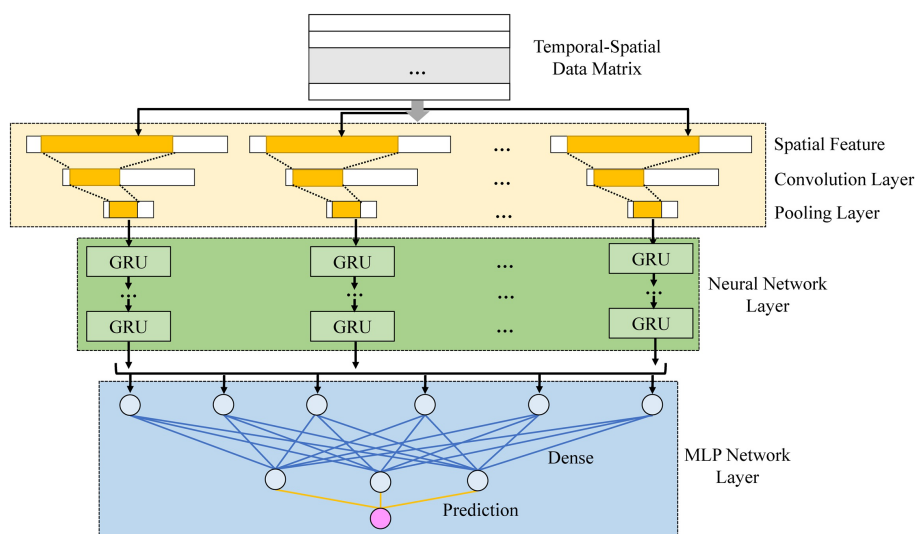 ...
Temporal-Spatial
Data Matrix
... Spatial Feature
... Convolution Layer
... Pooling Layer
GRU GRU ... GRU
... ... ... ...
GRU GRU ... GRU
Neural Network
Layer
Dense
MLP Network
Layer
Prediction